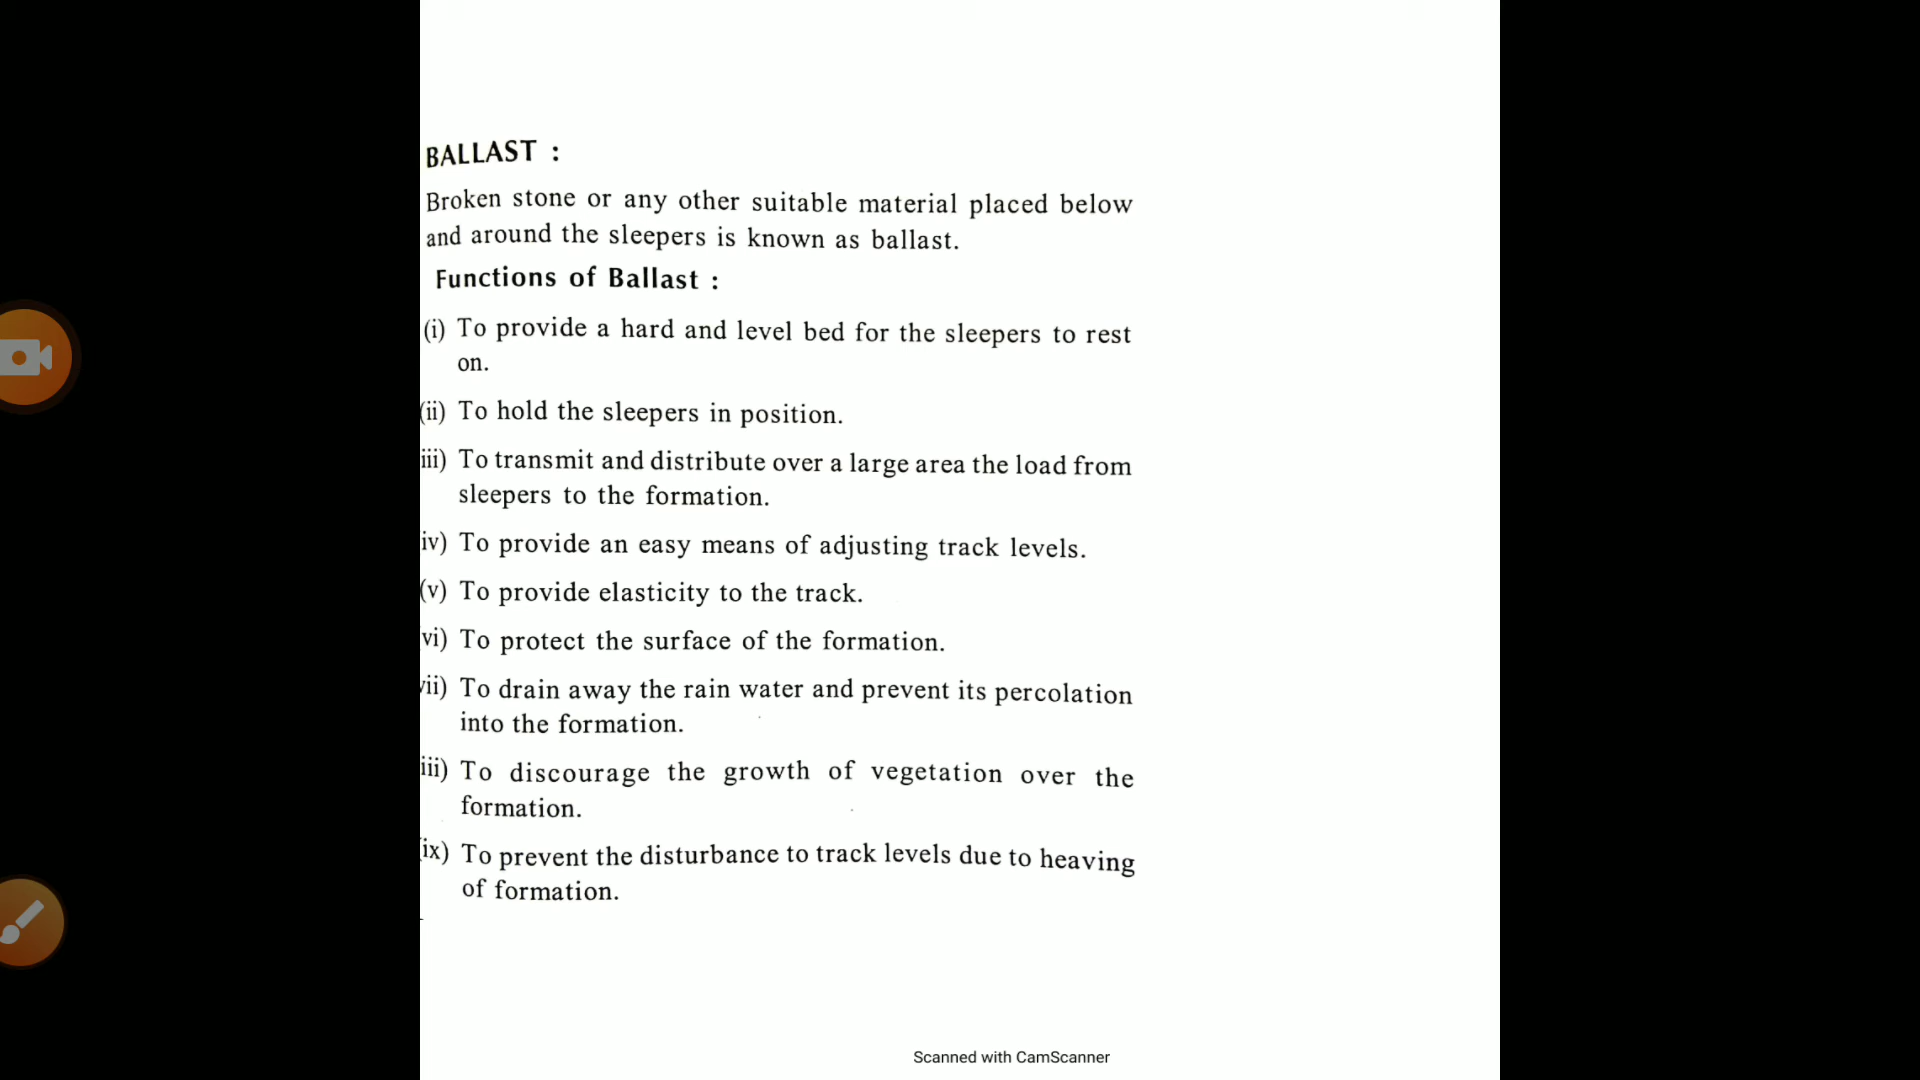 BALLAST :
Broken stone or any other suitable material placed below
and around the sleepers is known as ballast.
Functions of Ballast :
(i) To provide a hard and level bed for the sleepers to rest
on.
(ii) To hold the sleepers in position.
iii) To transmit and distribute over a large area the load from
sleepers to the formation.
iv) To provide an easy means of adjusting track levels.
(v) To provide elasticity to the track.
vi) To protect the surface of the formation.
vii) To drain away the rain water and prevent its percolation
into the formation.
iii) To discourage the growth of vegetation over the
formation.
ix) To prevent the disturbance to track levels due to heaving
of formation.
Scanned with CamScanner